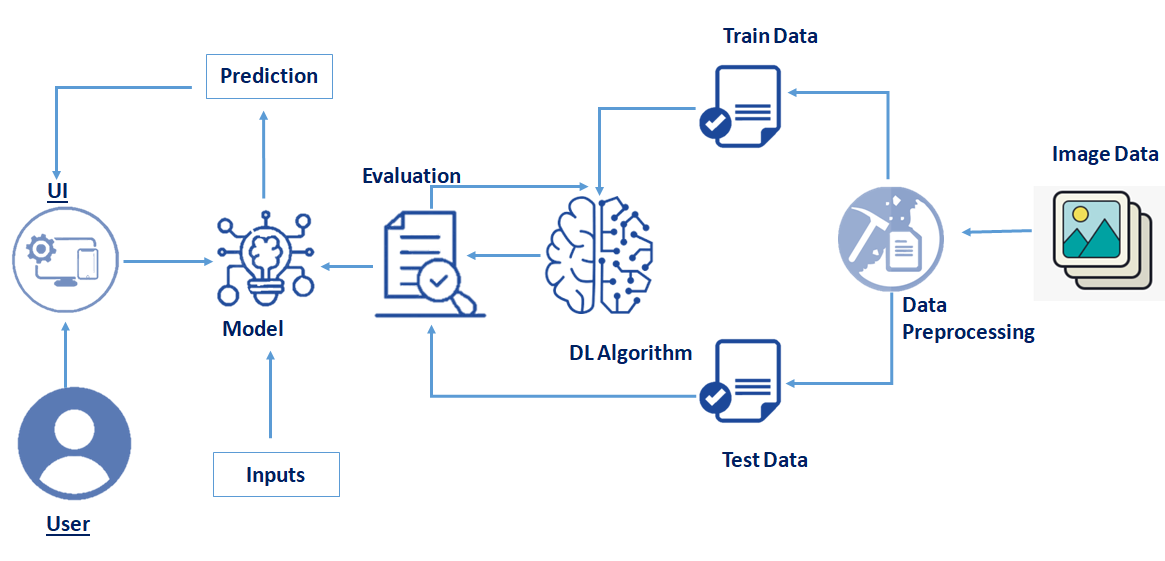 Train Data
Prediction
Image Data
Evaluation
UI
Data
Preprocessing
Model
DL Algorithm
Test Data
Inputs
User